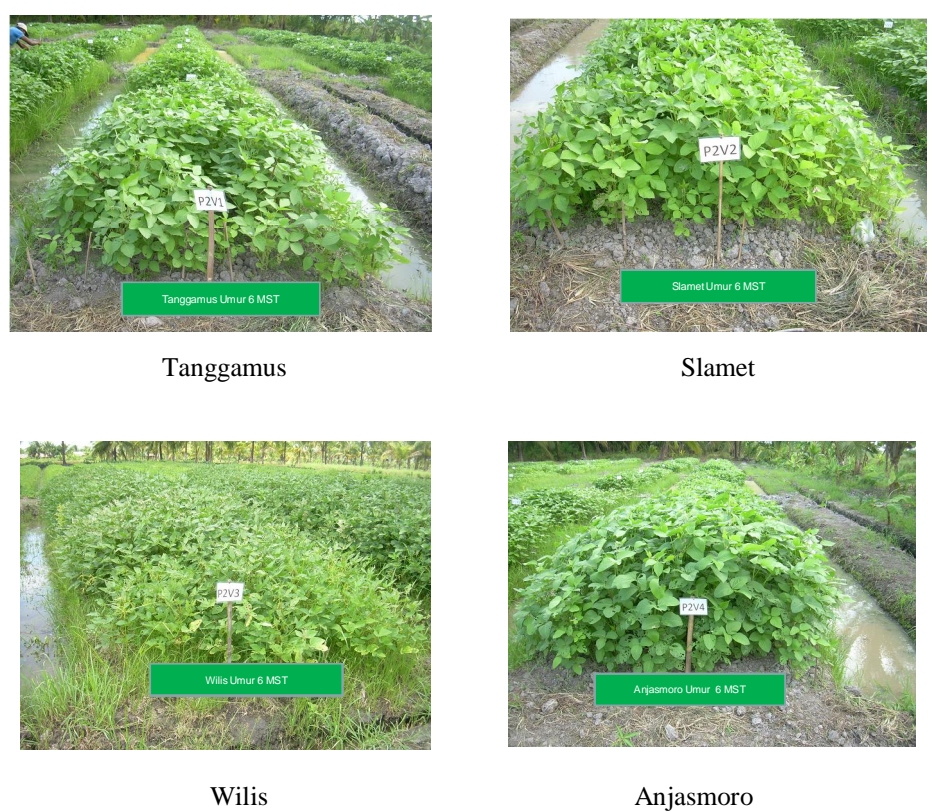 P2V1
Tanggamus Umur 6 MST
P2V2
Slamet Umur 6 MST
Tanggamus
Slamet
P2V3
Wilis Umur 6 MST
P2V4
Anjasmoro Umur 6 MST
Wilis
Anjasmoro